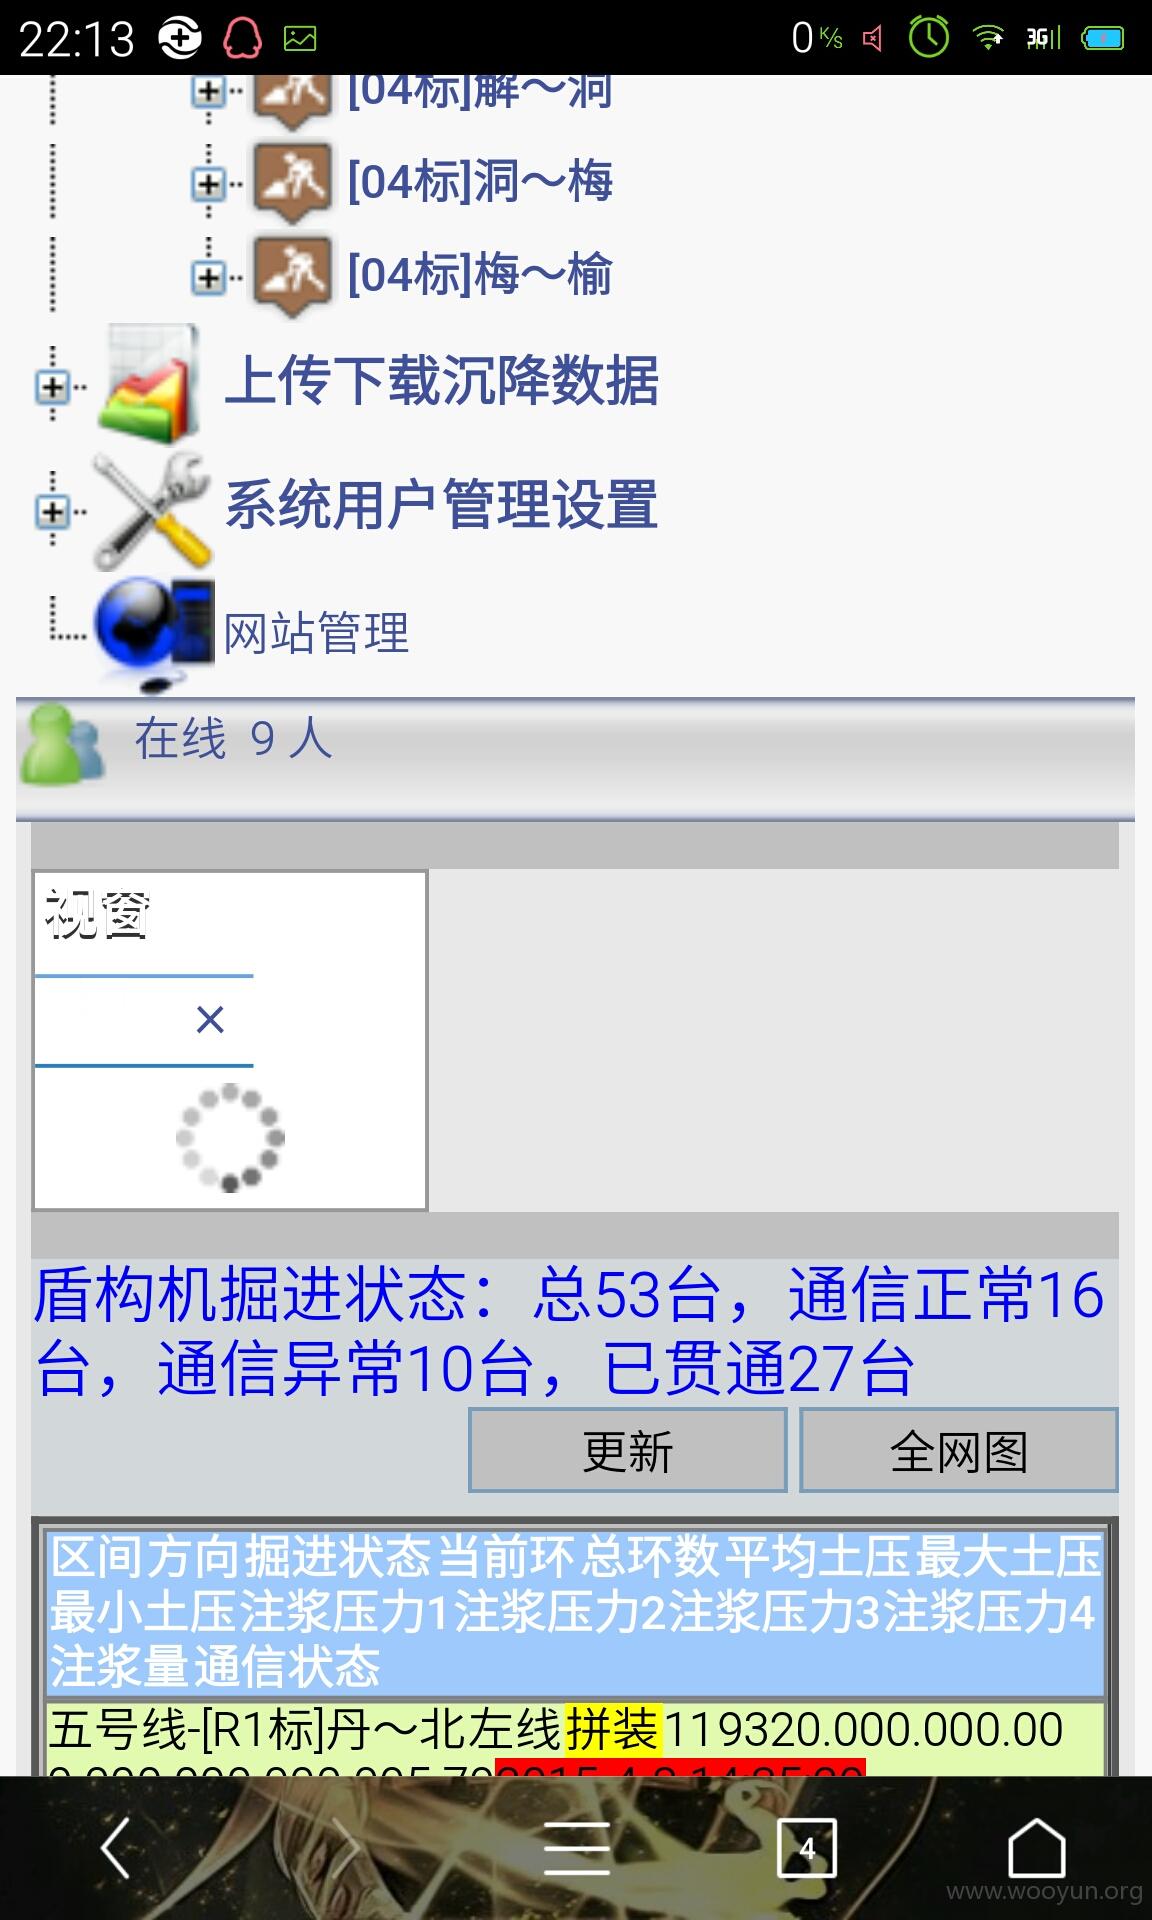 22:13
0 K/s
3G
[04标]解～洞
[04标]洞～梅
[04标]梅～榆
上传下载沉降数据
系统用户管理设置
网站管理
在线 9 人
视窗
×
盾构机掘进状态：总53台，通信正常16
台，通信异常10台，已贯通27台
更新
全网图
区间方向掘进状态当前环总环数平均土压最大土压
最小土压注浆压力1注浆压力2注浆压力3注浆压力4
注浆量通信状态
五号线-[R1标]丹～北左线拼装119320.000.000.00
4
www.wooyun.org